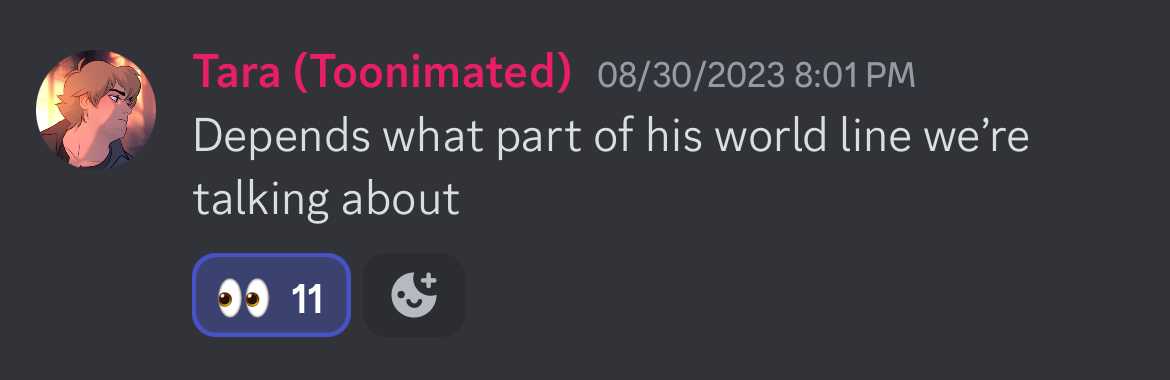 Tara (Toonimated) 08/30/2023 8:01 PM
Depends what part of his world line we’re
talking about
11